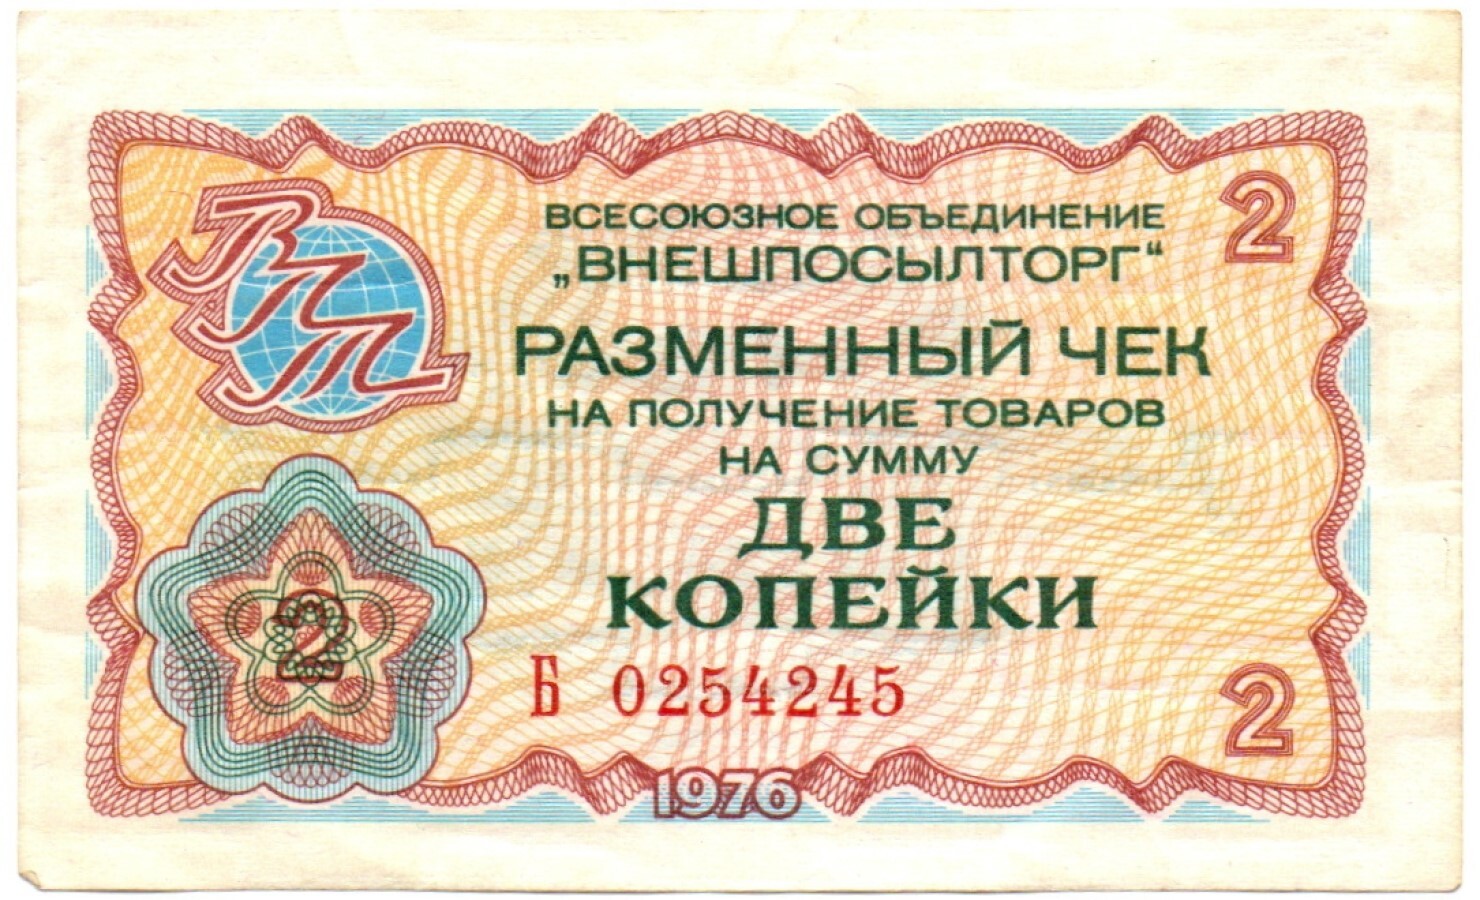 ВПТ
2
ВСЕСОЮЗНОЕ ОБЪЕДИНЕНИЕ
„ВНЕШПОСЫЛТОРГ“
РАЗМЕННЫЙ ЧЕК
НА ПОЛУЧЕНИЕ ТОВАРОВ
НА СУММУ
ДВЕ
КОПЕЙКИ
2
Б 0254245
2
1976